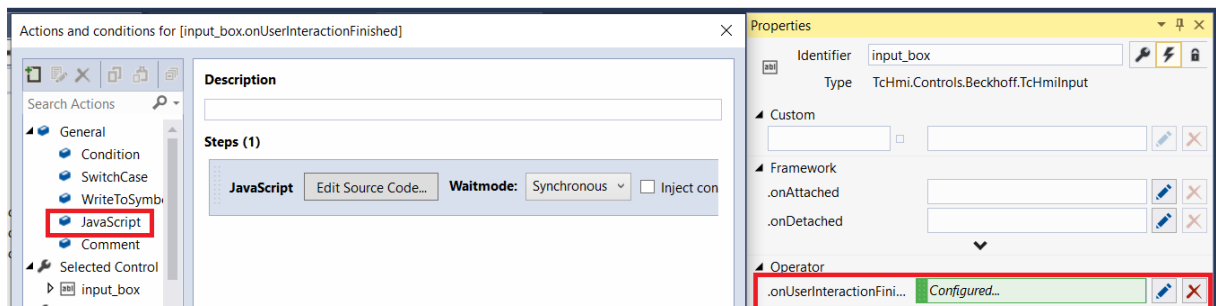 Actions and conditions for [input_box.onUserInteractionFinished]
Search Actions
General
Condition
SwitchCase
WriteToSymb
JavaScript
Comment
Selected Control
abl input_box
Description
Steps (1)
JavaScript Edit Source Code... Waitmode: Synchronous Inject con
Properties
Identifier input_box
abl
Type TcHmi.Controls.Beckhoff.TcHmiInput
Custom
Framework
.onAttached
.onDetached
Operator
.onUserInteractionFini... Configured...